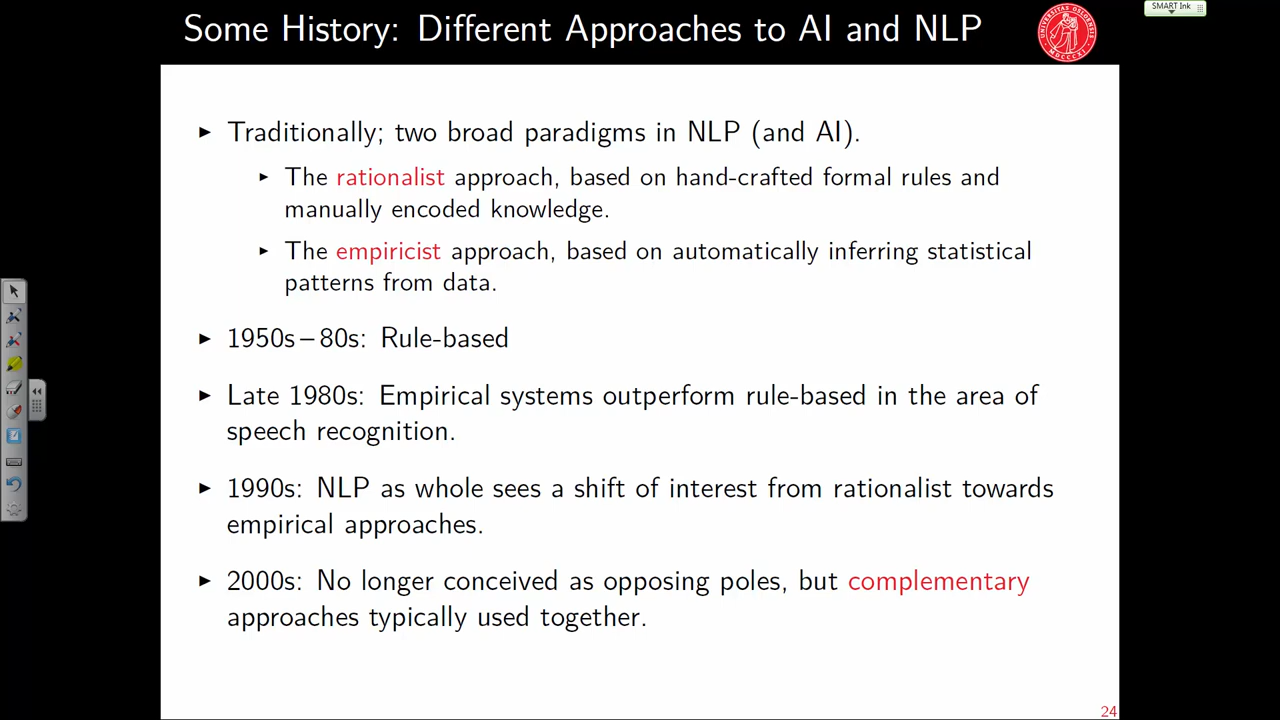 Some History: Different Approaches to AI and NLP
SMART Ink
UNIVERSITAS OSLOENSIS
MDCCCXI
► Traditionally; two broad paradigms in NLP (and AI).
► The rationalist approach, based on hand-crafted formal rules and
manually encoded knowledge.
► The empiricist approach, based on automatically inferring statistical
patterns from data.
► 1950s – 80s: Rule-based
► Late 1980s: Empirical systems outperform rule-based in the area of
speech recognition.
► 1990s: NLP as whole sees a shift of interest from rationalist towards
empirical approaches.
► 2000s: No longer conceived as opposing poles, but complementary
approaches typically used together.
24